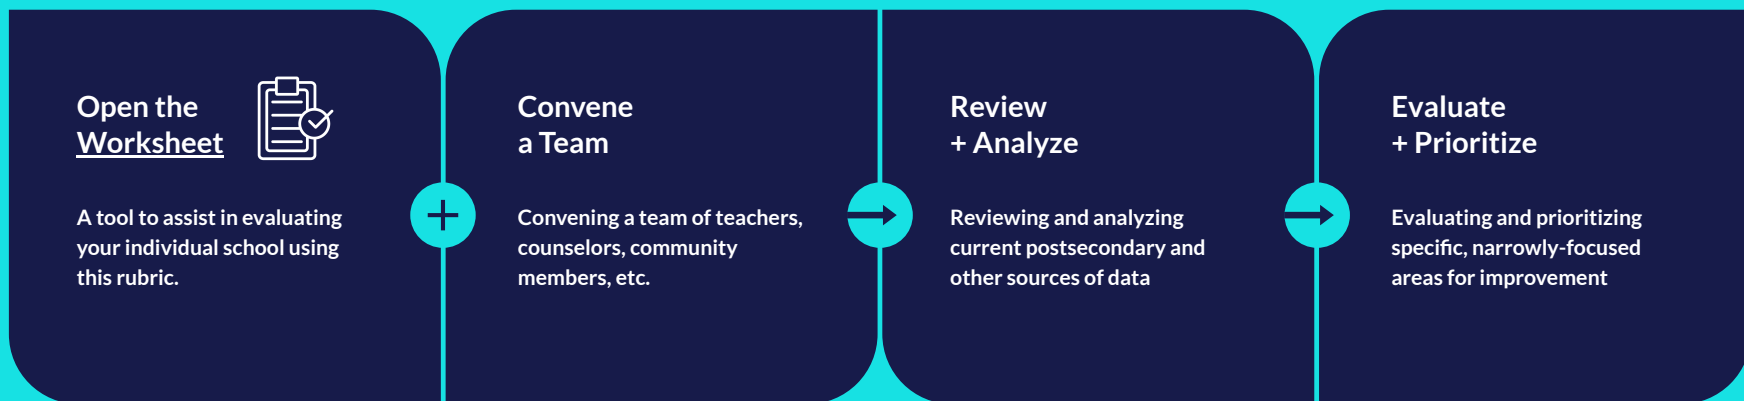 Open the
Worksheet
A tool to assist in evaluating
your individual school using
this rubric.
+
Convene
a Team
Convening a team of teachers,
counselors, community
members, etc.
Review
+ Analyze
Reviewing and analyzing
current postsecondary and
other sources of data
Evaluate
+ Prioritize
Evaluating and prioritizing
specific, narrowly-focused
areas for improvement